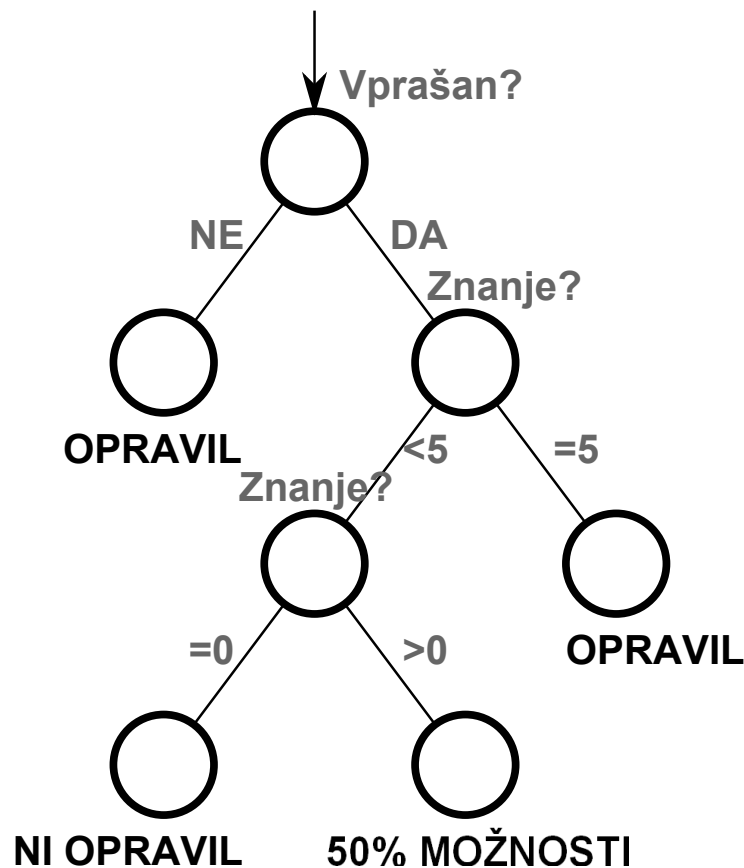 Vprašan?
NE
DA
Znanje?
OPRAVIL
<5
=5
Znanje?
=0
>0
OPRAVIL
NI OPRAVIL
50% MOŽNOSTI